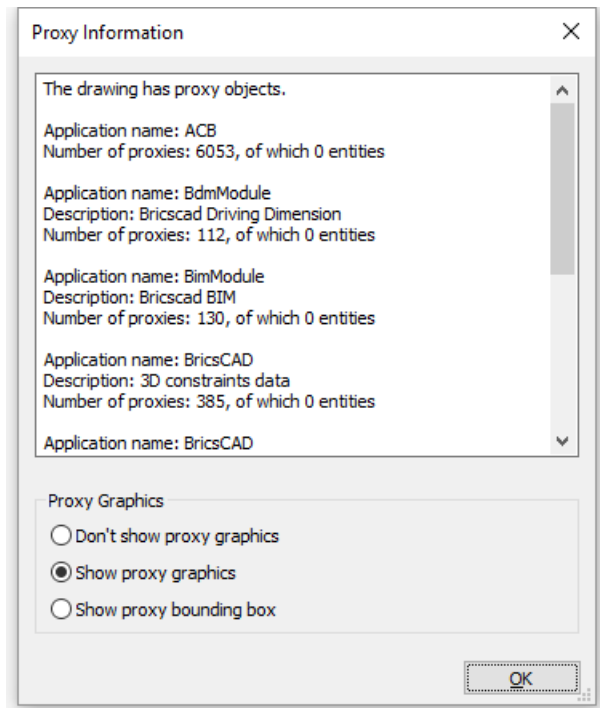 Proxy Information
The drawing has proxy objects.
Application name: ACB
Number of proxies: 6053, of which 0 entities
Application name: BdmModule
Description: Bricscad Driving Dimension
Number of proxies: 112, of which 0 entities
Application name: BimModule
Description: Bricscad BIM
Number of proxies: 130, of which 0 entities
Application name: BricsCAD
Description: 3D constraints data
Number of proxies: 385, of which 0 entities
Application name: BricsCAD
Proxy Graphics
Don't show proxy graphics
Show proxy graphics
Show proxy bounding box
OK